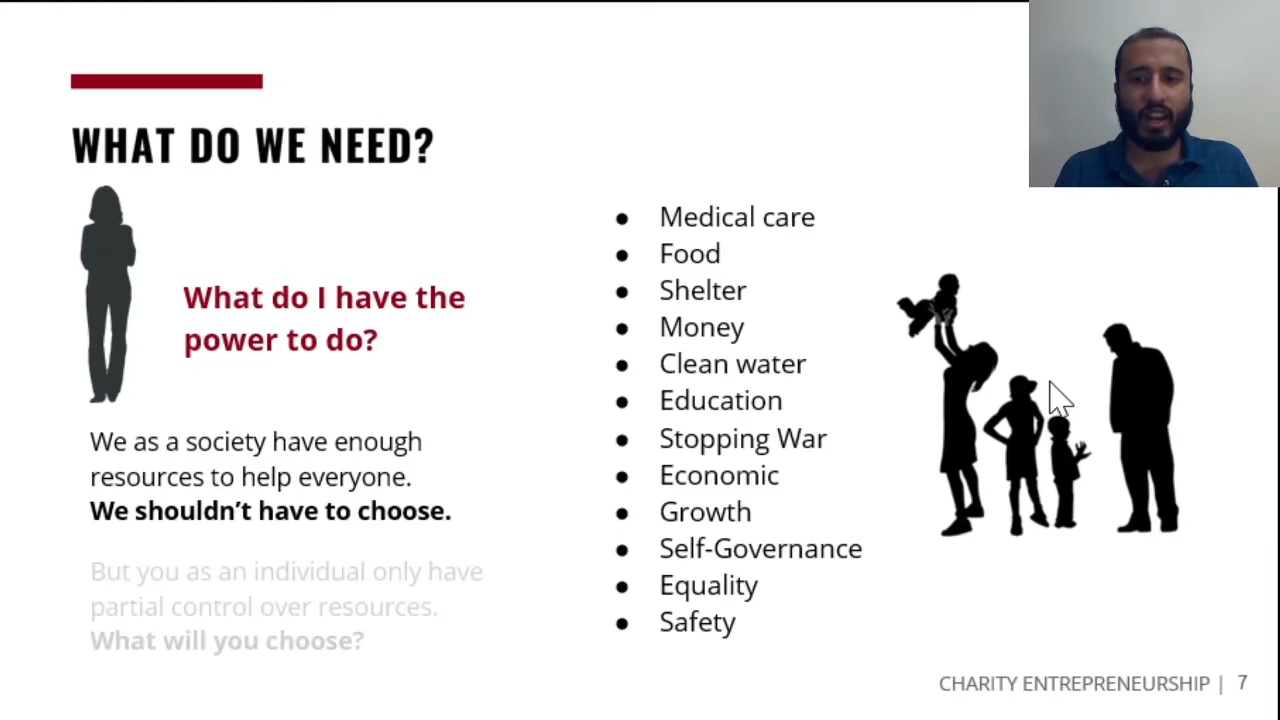 WHAT DO WE NEED?
What do I have the
power to do?
We as a society have enough
resources to help everyone.
We shouldn’t have to choose.
But you as an individual only have
partial control over resources.
What will you choose?
● Medical care
● Food
● Shelter
● Money
● Clean water
● Education
● Stopping War
● Economic
● Growth
● Self-Governance
● Equality
● Safety
CHARITY ENTREPRENEURSHIP | 7